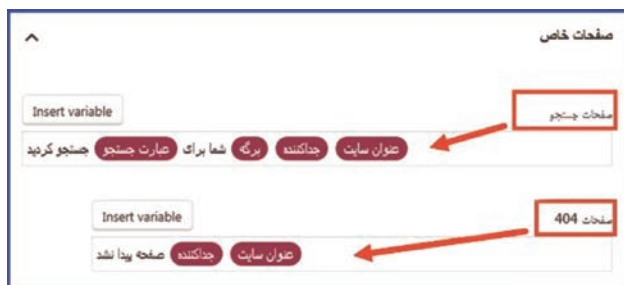 صفحات خاص
صفحات جستجو
Insert variable
عنوان سایت جداکننده برگه شما برای عبارت جستجو جستجو کردید
صفحات 404
Insert variable
عنوان سایت جداکننده صفحه پیدا نشد